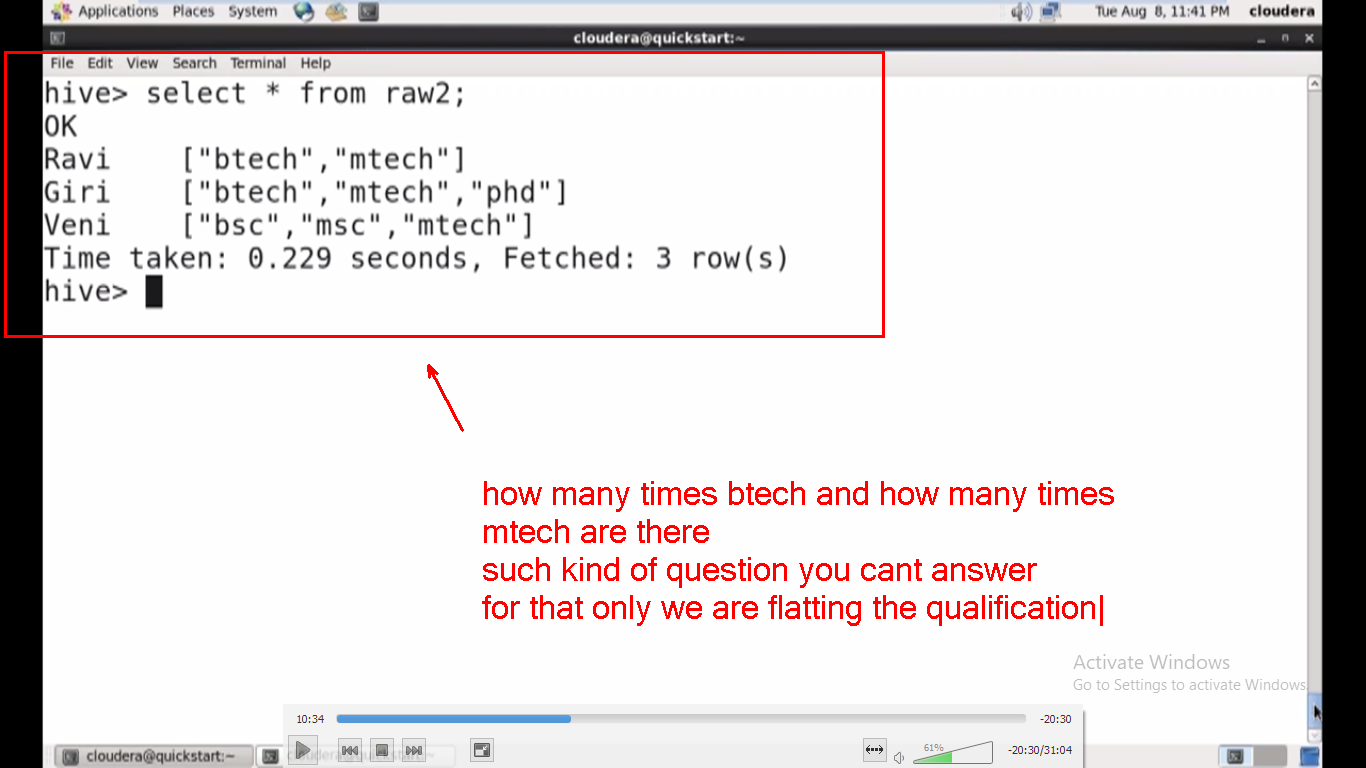 Applications Places System Tue Aug 8, 11:41 PM cloudera
cloudera@quickstart:~
File Edit View Search Terminal Help
hive> select * from raw2;
OK
Ravi ["btech","mtech"]
Giri ["btech","mtech","phd"]
Veni ["bsc","msc","mtech"]
Time taken: 0.229 seconds, Fetched: 3 row(s)
hive>
how many times btech and how many times
mtech are there
such kind of question you cant answer
for that only we are flatting the qualification
Activate Windows
Go to Settings to activate Windows.
10:34 -20:30
61% -20:30/31:04
cloudera@quickstart:~ cloudera@quickstart:~